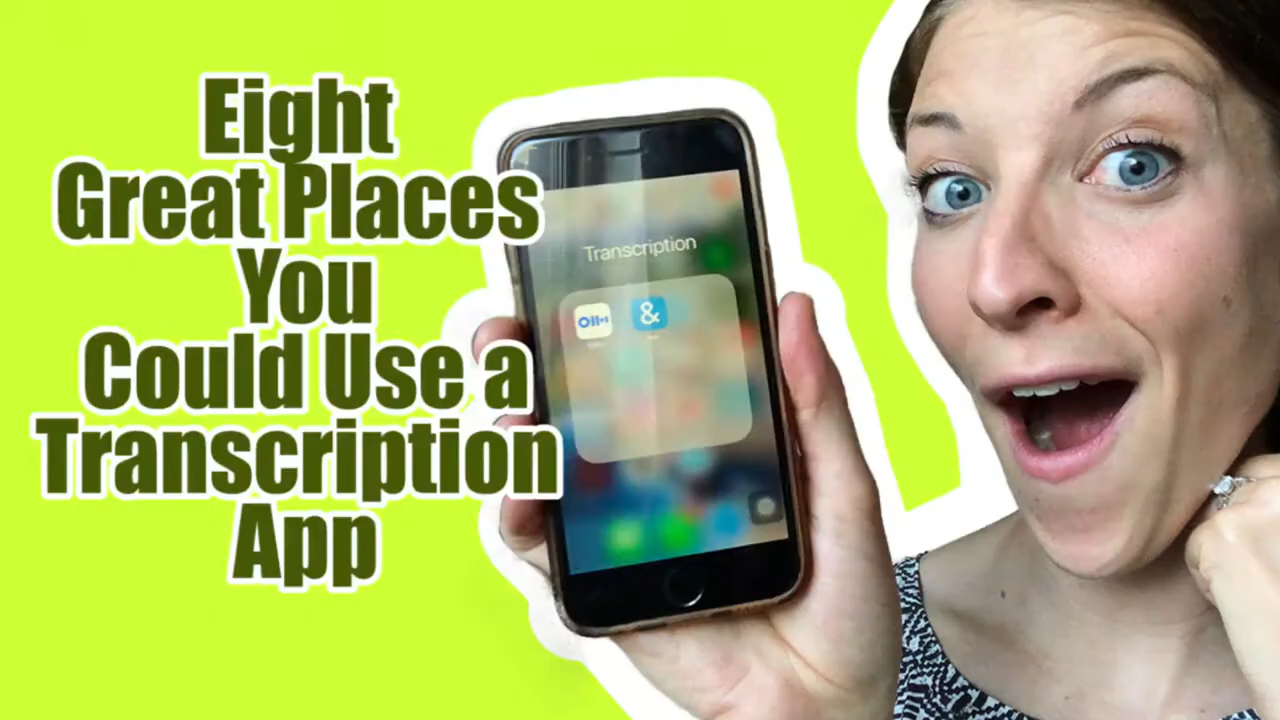 Eight
Great Places
You
Could Use a
Transcription
App
Transcription
&